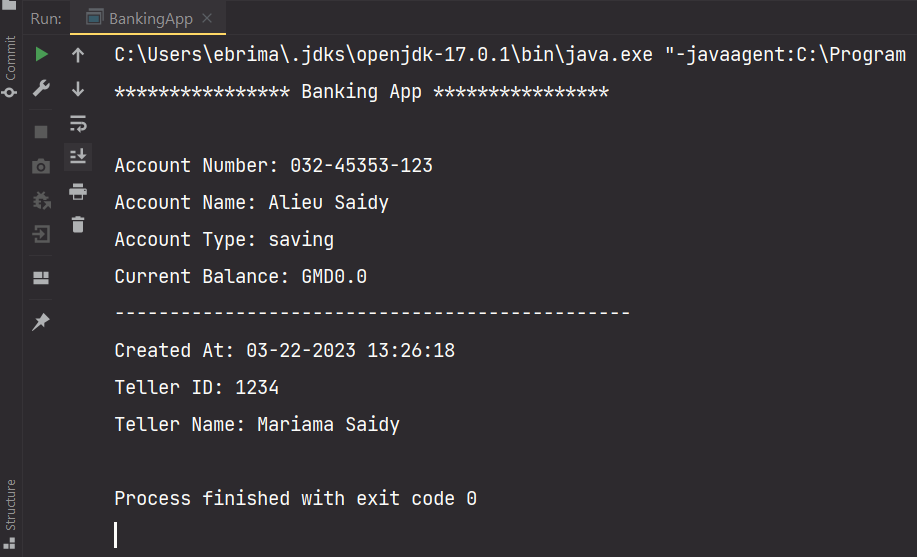 Run: BankingApp
Commit
C:\Users\ebrima\.jdks\openjdk-17.0.1\bin\java.exe "-javaagent:C:\Program
**************** Banking App ****************
Account Number: 032-45353-123
Account Name: Alieu Saidy
Account Type: saving
Current Balance: GMD0.0
-----------------------------------------------
Created At: 03-22-2023 13:26:18
Teller ID: 1234
Teller Name: Mariama Saidy
Process finished with exit code 0
Structure